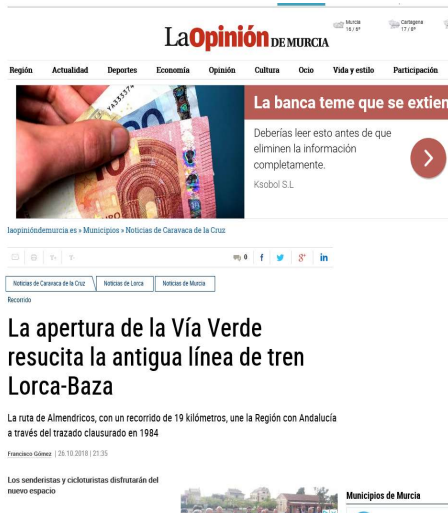 LaOpinión DE MURCIA
Murcia
16 / 6º
Cartagena
17 / 8º
Región Actualidad Deportes Economía Opinión Cultura Ocio Vida y estilo Participación
La banca teme que se extien
Deberías leer esto antes de que
eliminen la información
completamente.
Ksobol S.L
laopiniondemurcia.es » Municipios » Noticias de Caravaca de la Cruz
0
Noticias de Caravaca de la Cruz Noticias de Lorca Noticias de Murcia
Recorrido
La apertura de la Vía Verde
resucita la antigua línea de tren
Lorca-Baza
La ruta de Almendricos, con un recorrido de 19 kilómetros, une la Región con Andalucía
a través del trazado clausurado en 1984
Francisco Gómez | 26.10.2018 | 21:35
Los senderistas y cicloturistas disfrutarán del
nuevo espacio
Municipios de Murcia